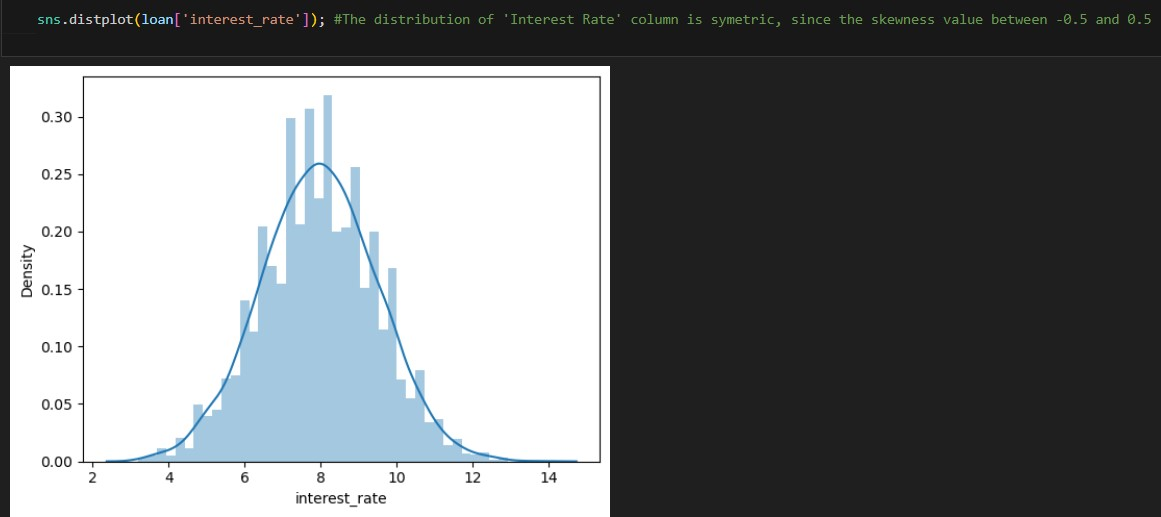 sns.distplot(loan['interest_rate']); #The distribution of 'Interest Rate' column is symetric, since the skewness value between -0.5 and 0.5
0.30
0.25
0.20
0.15
0.10
0.05
0.00
Density
2 4 6 8 10 12 14
interest_rate